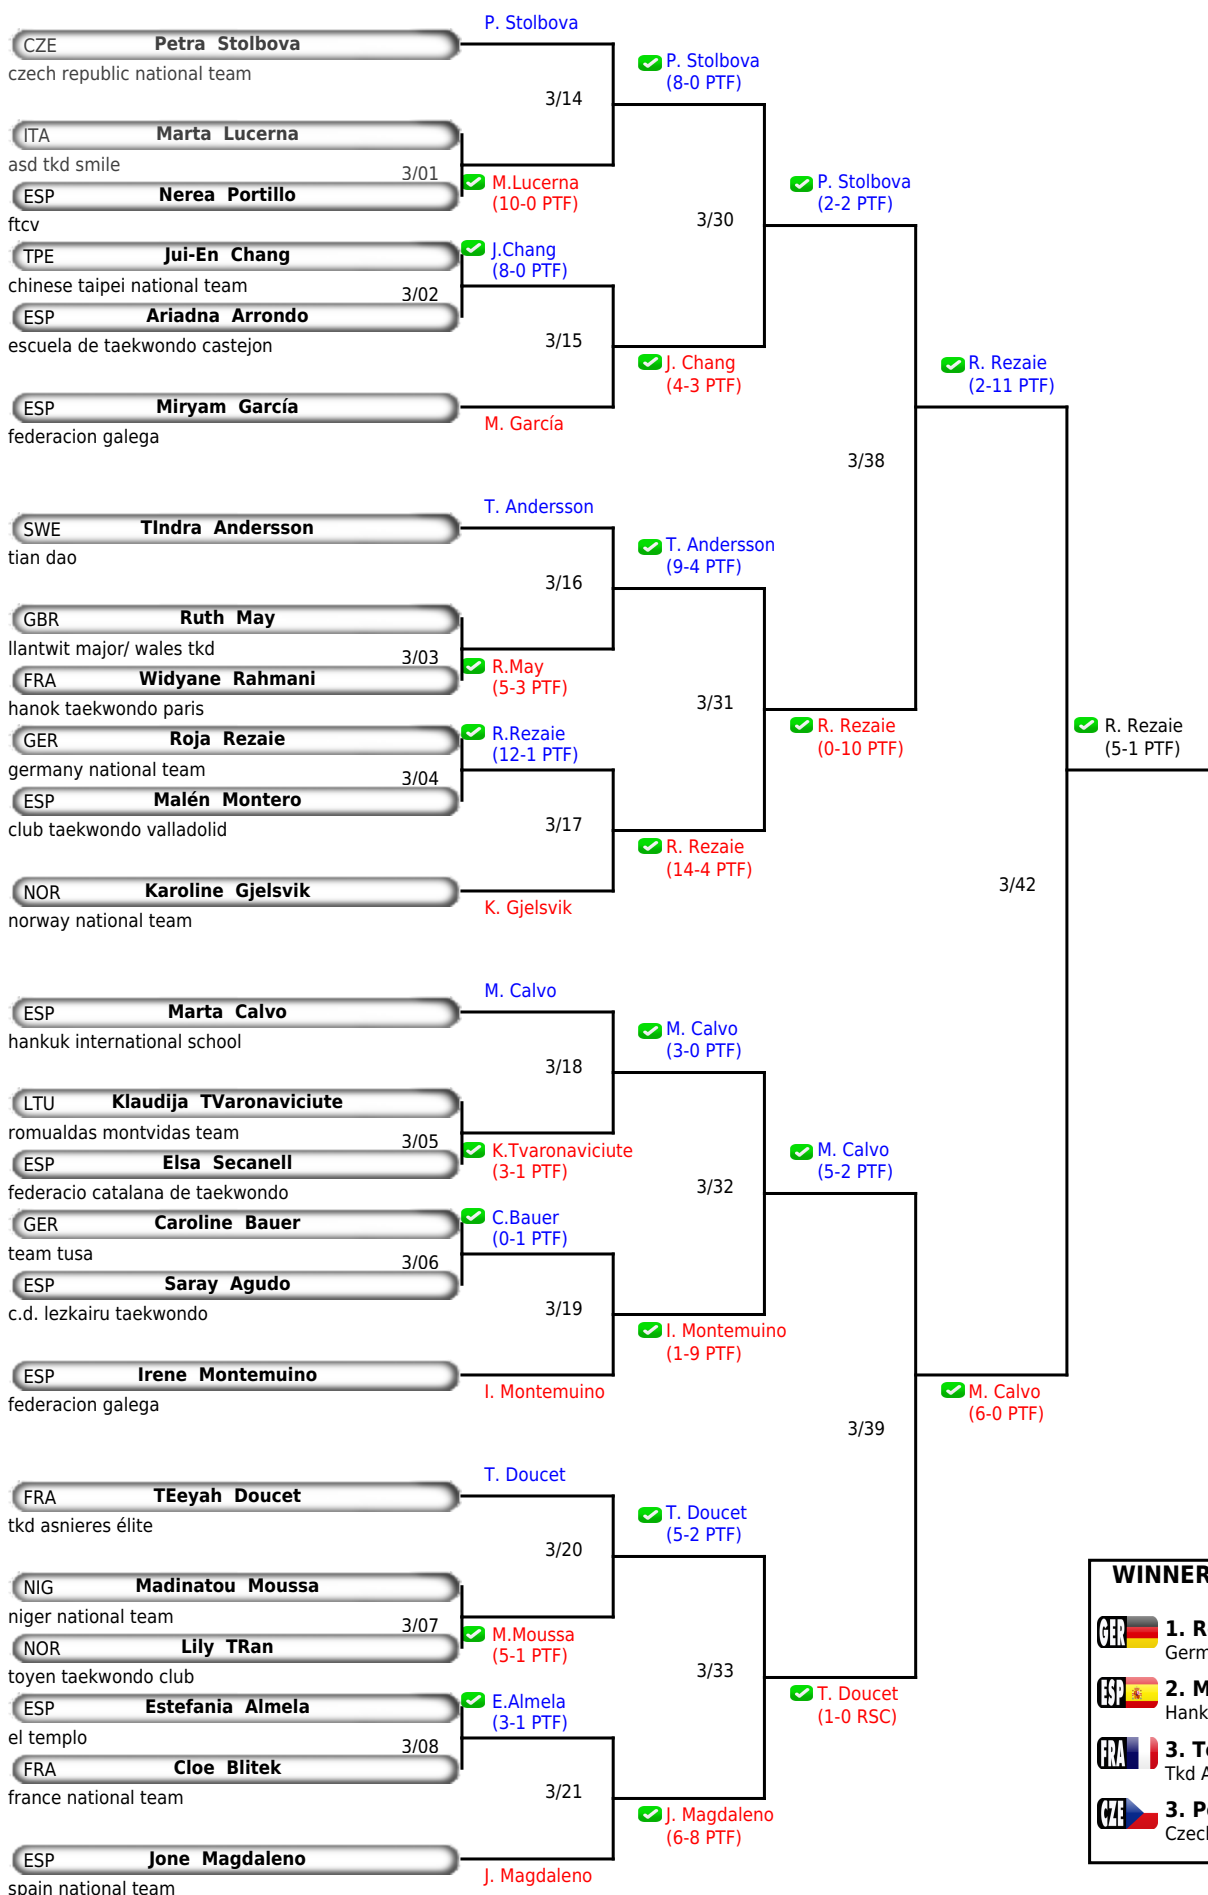 P. Stolbova
CZE Petra Stolbova
czech republic national team
P. Stolbova
(8-0 PTF)
3/14
ITA Marta Lucerna
asd tkd smile
3/01
M.Lucerna
(10-0 PTF)
ESP Nerea Portillo
ftcv
P. Stolbova
(2-2 PTF)
3/30
TPE Jui-En Chang
chinese taipei national team
J.Chang
(8-0 PTF)
3/02
ESP Ariadna Arrondo
escuela de taekwondo castejon
3/15
J. Chang
(4-3 PTF)
R. Rezaie
(2-11 PTF)
ESP Miryam García
federacion galega
M. García
3/38
T. Andersson
SWE TIndra Andersson
tian dao
T. Andersson
(9-4 PTF)
3/16
GBR Ruth May
llantwit major/ wales tkd
3/03
R.May
(5-3 PTF)
FRA Widyane Rahmani
hanok taekwondo paris
3/31
R. Rezaie
(0-10 PTF)
R. Rezaie
(5-1 PTF)
GER Roja Rezaie
germany national team
R.Rezaie
(12-1 PTF)
3/04
ESP Malén Montero
club taekwondo valladolid
3/17
R. Rezaie
(14-4 PTF)
NOR Karoline Gjelsvik
norway national team
K. Gjelsvik
3/42
M. Calvo
ESP Marta Calvo
hankuk international school
M. Calvo
(3-0 PTF)
3/18
LTU Klaudija TVaronaviciute
romualdas montvidas team
3/05
K.Tvaronaviciute
(3-1 PTF)
ESP Elsa Secanell
federacio catalana de taekwondo
M. Calvo
(5-2 PTF)
3/32
GER Caroline Bauer
team tusa
C.Bauer
(0-1 PTF)
3/06
ESP Saray Agudo
c.d. lezkairu taekwondo
3/19
I. Montemuino
(1-9 PTF)
ESP Irene Montemuino
federacion galega
I. Montemuino
M. Calvo
(6-0 PTF)
3/39
T. Doucet
FRA TEeyah Doucet
tkd asnieres élite
T. Doucet
(5-2 PTF)
3/20
NIG Madinatou Moussa
niger national team
3/07
M.Moussa
(5-1 PTF)
NOR Lily TRan
toyen taekwondo club
3/33
T. Doucet
(1-0 RSC)
ESP Estefania Almela
el templo
E.Almela
(3-1 PTF)
3/08
FRA Cloe Blitek
france national team
3/21
J. Magdaleno
(6-8 PTF)
ESP Jone Magdaleno
spain national team
J. Magdaleno
WINNER
GER 1. R
Germ
ESP 2. M
Hank
FRA 3. Te
Tkd A
CZE 3. Pe
Czech